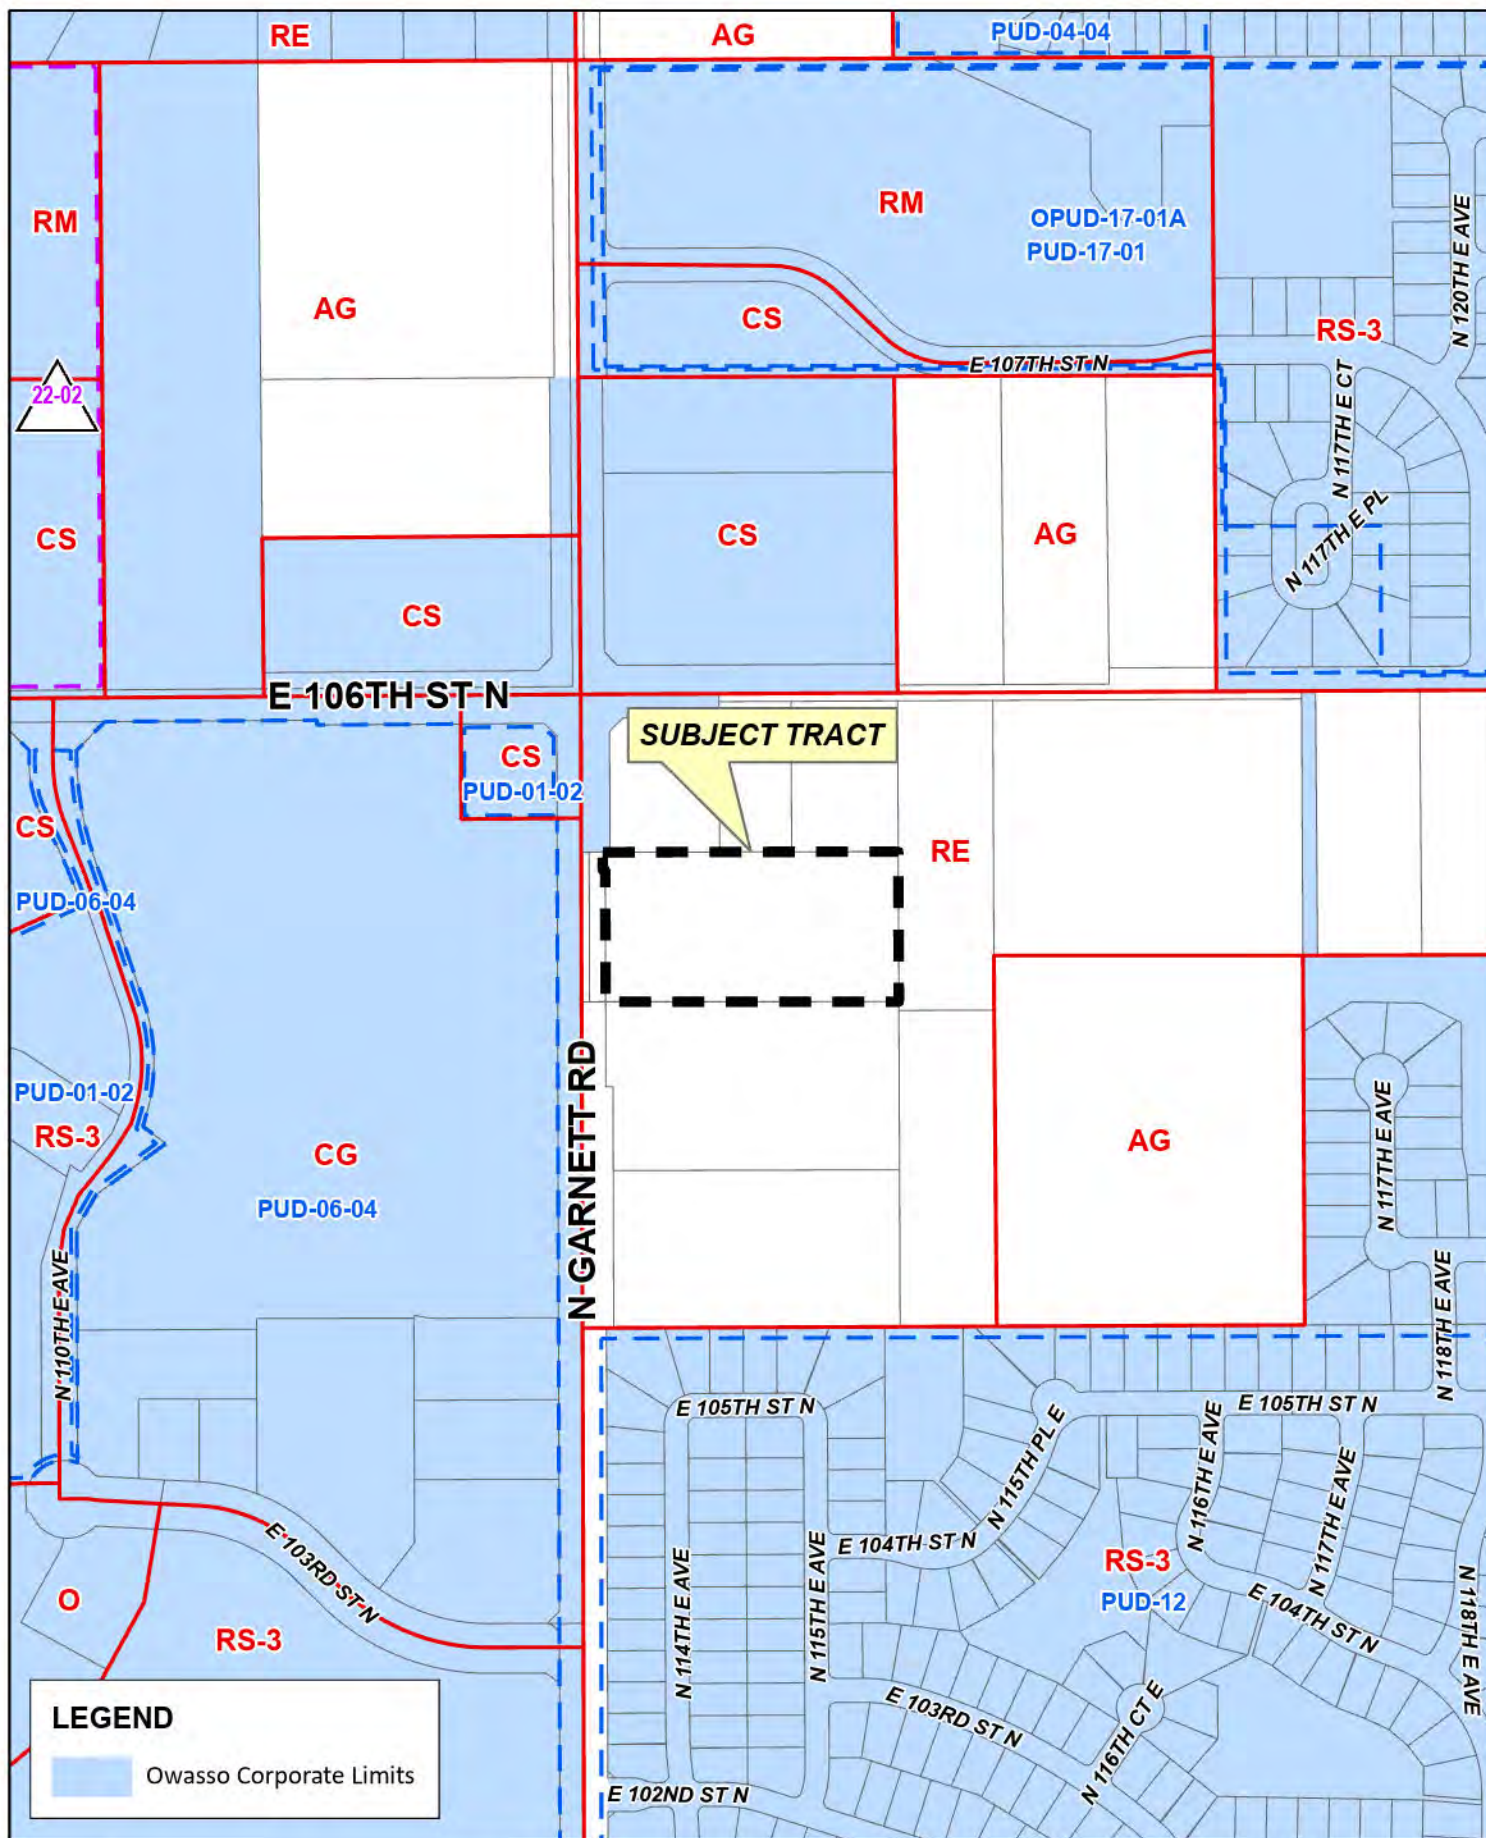 RE
AG
PUD-04-04
RM
RM
OPUD-17-01A
PUD-17-01
N 120TH E AVE
AG
CS
RS-3
E 107TH ST N
22-02
N 117TH E CT
CS
CS
AG
N 117TH E PL
CS
E 106TH ST N
SUBJECT TRACT
CS
PUD-01-02
CS
RE
PUD-06-04
PUD-01-02
RS-3
CG
PUD-06-04
N GARNETT RD
AG
N 117TH E AVE
N 110TH E AVE
N 118TH E AVE
E 105TH ST N
E 105TH ST N
N 115TH PL E
N 116TH E AVE
N 117TH E AVE
E 103RD ST N
E 104TH ST N
N 114TH E AVE
N 115TH E AVE
RS-3
PUD-12
E 104TH ST N
N 118TH E AVE
O
RS-3
E 103RD ST N
N 116TH CT E
E 102ND ST N
LEGEND
Owasso Corporate Limits